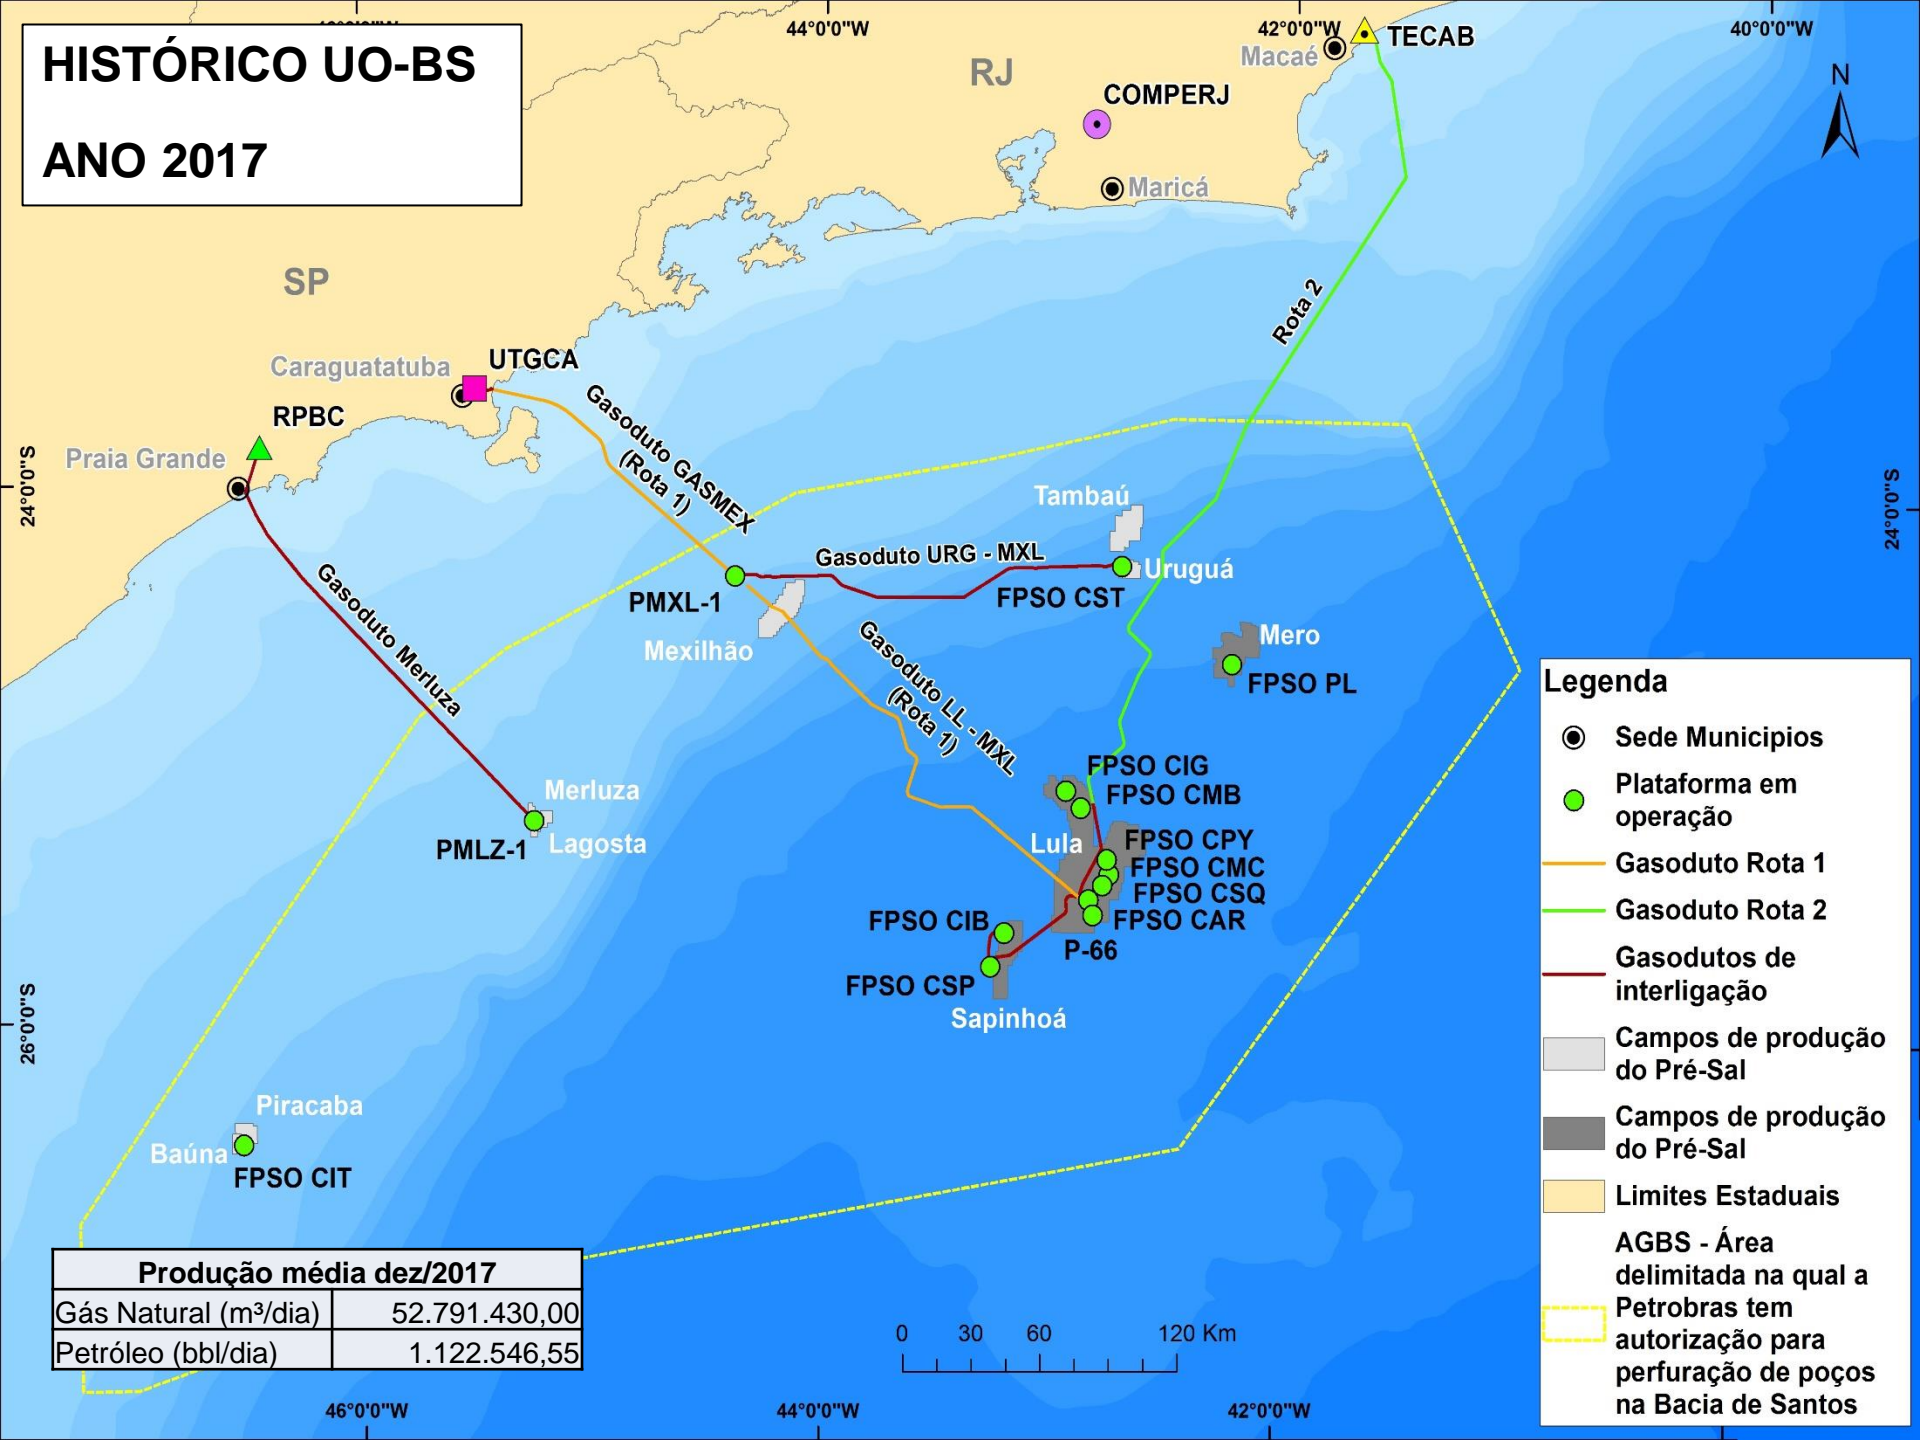 HISTÓRICO UO-BS
ANO 2017
44°0'0"W
42°0'0"W
40°0'0"W
TECAB
Macaé
N
RJ
COMPERJ
Maricá
SP
Rota 2
Caraguatatuba
UTGCA
RPBC
Praia Grande
24°0'0"S
24°0'0"S
Gasoduto GASMEX
(Rota 1)
Tambaú
Gasoduto URG - MXL
Uruguá
FPSO CST
PMXL-1
Mexilhão
Gasoduto Merluza
Gasoduto LL - MXL
(Rota 1)
Mero
FPSO PL
FPSO CIG
FPSO CMB
Merluza
PMLZ-1
Lagosta
Lula
FPSO CPY
FPSO CMC
FPSO CSQ
FPSO CAR
FPSO CIB
P-66
FPSO CSP
Sapinhoá
26°0'0"S
Piracaba
Baúna
FPSO CIT
Legenda
Sede Municipios
Plataforma em
operação
Gasoduto Rota 1
Gasoduto Rota 2
Gasodutos de
interligação
Campos de produção
do Pré-Sal
Campos de produção
do Pré-Sal
Limites Estaduais
AGBS - Área
delimitada na qual a
Petrobras tem
autorização para
perfuração de poços
na Bacia de Santos
Produção média dez/2017
Gás Natural (m³/dia) 52.791.430,00
Petróleo (bbl/dia) 1.122.546,55
0 30 60 120 Km
46°0'0"W
44°0'0"W
42°0'0"W